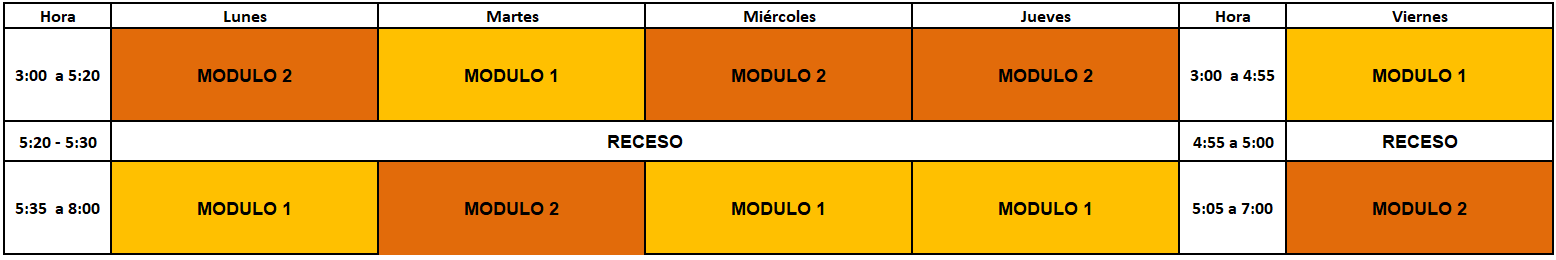 Hora Lunes Martes Miércoles Jueves Hora Viernes
3:00 a 5:20 MODULO 2 MODULO 1 MODULO 2 MODULO 2 3:00 a 4:55 MODULO 1
5:20 - 5:30 RECESO 4:55 a 5:00 RECESO
5:35 a 8:00 MODULO 1 MODULO 2 MODULO 1 MODULO 1 5:05 a 7:00 MODULO 2